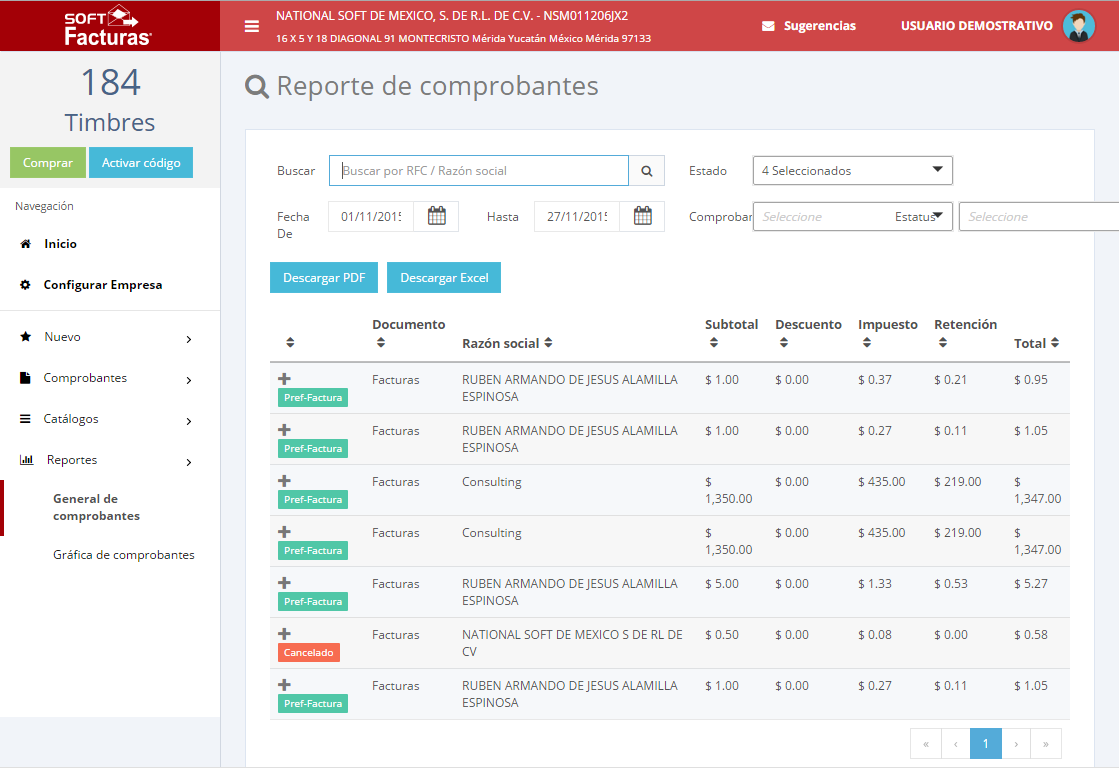 SOFT
Facturas
NATIONAL SOFT DE MEXICO, S. DE R.L. DE C.V. - NSM011206JX2
16 X 5 Y 18 DIAGONAL 91 MONTECRISTO Mérida Yucatán México Mérida 97133
Sugerencias
USUARIO DEMOSTRATIVO
184
Timbres
Comprar
Activar código
Navegación
Inicio
Configurar Empresa
Nuevo
Comprobantes
Catálogos
Reportes
General de
comprobantes
Gráfica de comprobantes
Reporte de comprobantes
Buscar
Buscar por RFC / Razón social
Estado
4 Seleccionados
Fecha
De
01/11/2015
Hasta
27/11/2015
Comprobar
Seleccione
Estatus
Seleccione
Descargar PDF
Descargar Excel
Documento
Razón social
Subtotal
Descuento
Impuesto
Retención
Total
Pref-Factura
Facturas
RUBEN ARMANDO DE JESUS ALAMILLA
ESPINOSA
$ 1.00
$ 0.00
$ 0.37
$ 0.21
$ 0.95
Pref-Factura
Facturas
RUBEN ARMANDO DE JESUS ALAMILLA
ESPINOSA
$ 1.00
$ 0.00
$ 0.27
$ 0.11
$ 1.05
Pref-Factura
Facturas
Consulting
$
1,350.00
$ 0.00
$ 435.00
$ 219.00
$
1,347.00
Pref-Factura
Facturas
Consulting
$
1,350.00
$ 0.00
$ 435.00
$ 219.00
$
1,347.00
Pref-Factura
Facturas
RUBEN ARMANDO DE JESUS ALAMILLA
ESPINOSA
$ 5.00
$ 0.00
$ 1.33
$ 0.53
$ 5.27
Cancelado
Facturas
NATIONAL SOFT DE MEXICO S DE RL DE
CV
$ 0.50
$ 0.00
$ 0.08
$ 0.00
$ 0.58
Pref-Factura
Facturas
RUBEN ARMANDO DE JESUS ALAMILLA
ESPINOSA
$ 1.00
$ 0.00
$ 0.27
$ 0.11
$ 1.05
« ‹ 1 › »